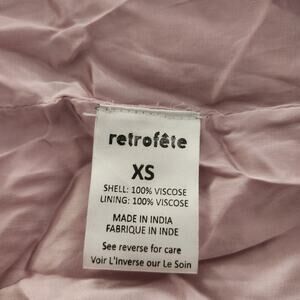 retrofête
XS
SHELL: 100% VISCOSE
LINING: 100% VISCOSE
MADE IN INDIA
FABRIQUE EN INDE
See reverse for care
Voir L'Inverse our Le Soin